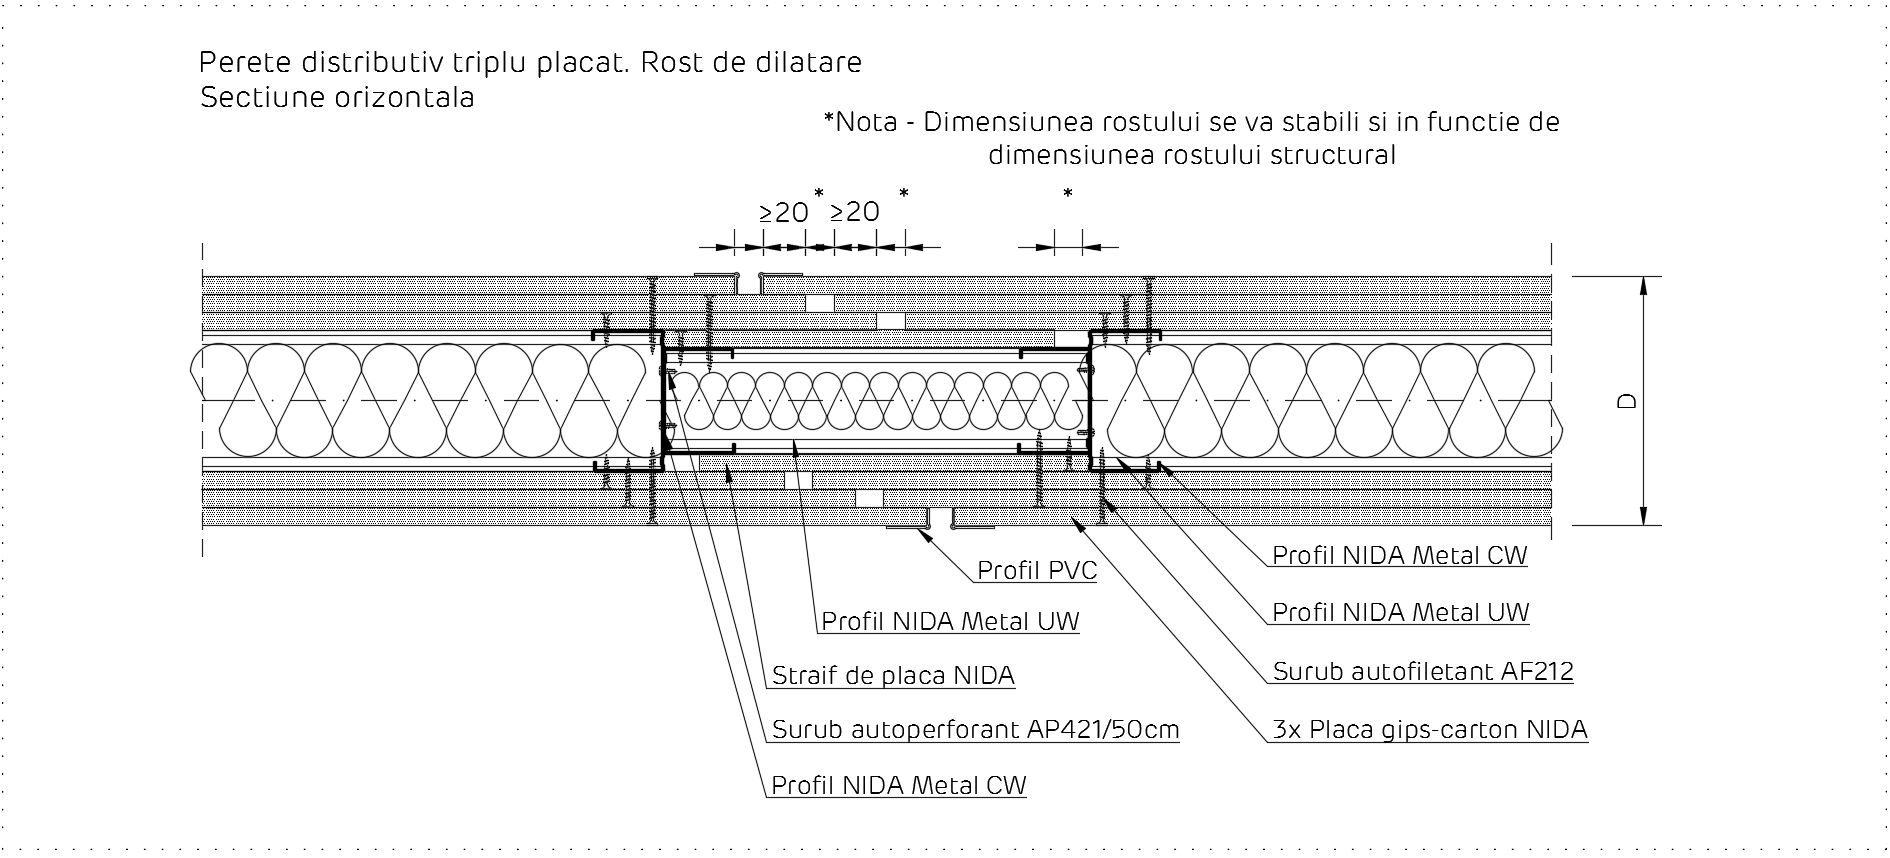 Perete distributiv triplu placat. Rost de dilatare
Sectiune orizontala
*Nota - Dimensiunea rostului se va stabili si in functie de
dimensiunea rostului structural
* * *
≥20 ≥20
D
Profil NIDA Metal CW
Profil PVC
Profil NIDA Metal UW
Profil NIDA Metal UW
Straif de placa NIDA
Surub autofiletant AF212
Surub autoperforant AP421/50cm
3x Placa gips-carton NIDA
Profil NIDA Metal CW